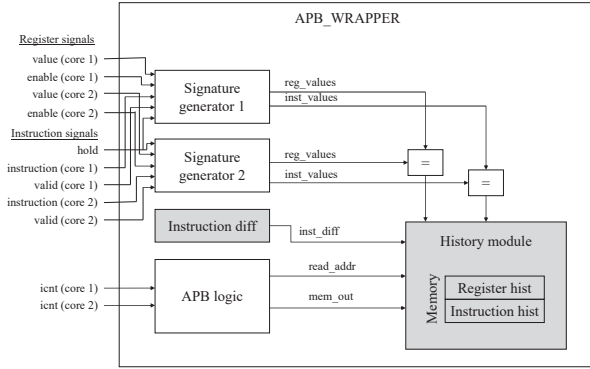 APB_WRAPPER
Register signals
value (core 1)
enable (core 1)
value (core 2)
enable (core 2)
Instruction signals
hold
instruction (core 1)
valid (core 1)
instruction (core 2)
valid (core 2)
icnt (core 1)
icnt (core 2)
Signature
generator 1
reg_values
inst_values
Signature
generator 2
reg_values
inst_values
=
=
Instruction diff
inst_diff
APB logic
read_addr
mem_out
History module
Memory
Register hist
Instruction hist